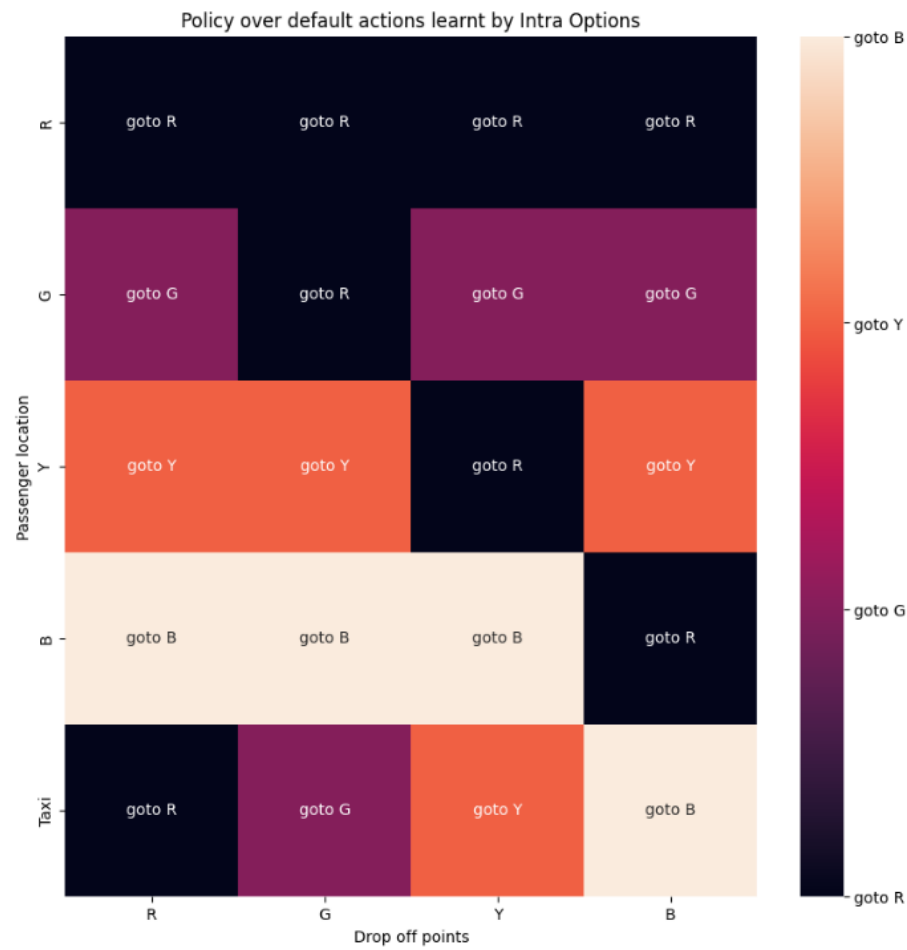 Policy over default actions learnt by Intra Options
goto B
R
goto R goto R goto R goto R
goto Y
G
goto G goto R goto G goto G
Passenger location
Y
goto Y goto Y goto R goto Y
goto G
B
goto B goto B goto B goto R
Taxi
goto R goto G goto Y goto B
goto R
R G Y B
Drop off points